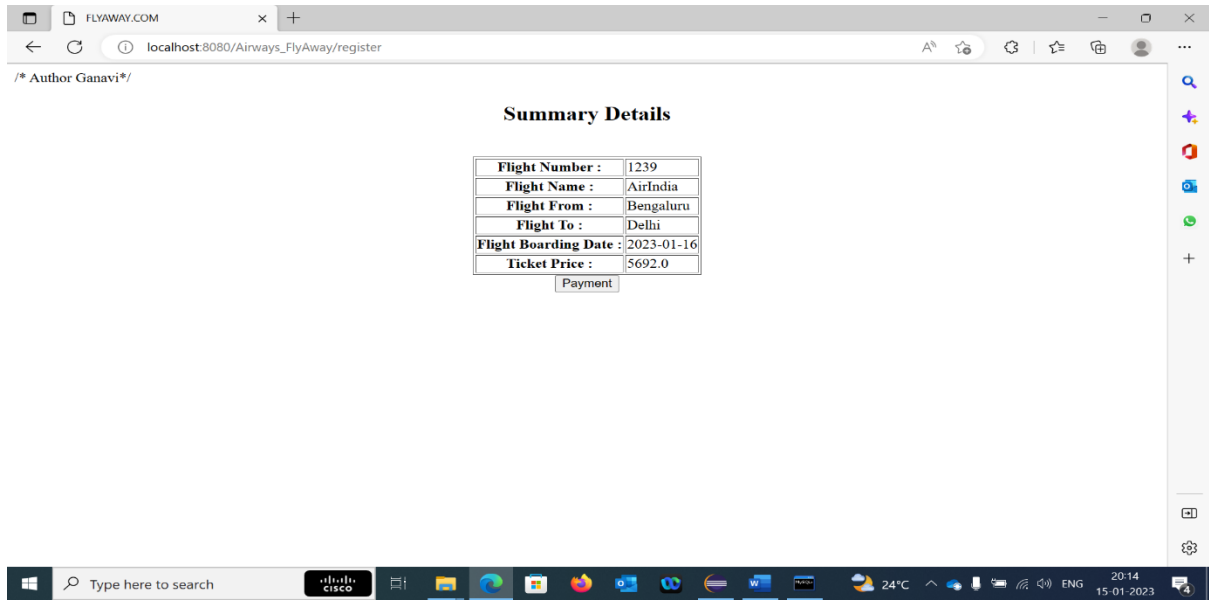 FLYAWAY.COM
localhost:8080/Airways_FlyAway/register
/* Author Ganavi*/
Summary Details
Flight Number : 1239
Flight Name : AirIndia
Flight From : Bengaluru
Flight To : Delhi
Flight Boarding Date : 2023-01-16
Ticket Price : 5692.0
Payment
Type here to search
CISCO
24°C
ENG
20:14
15-01-2023
4